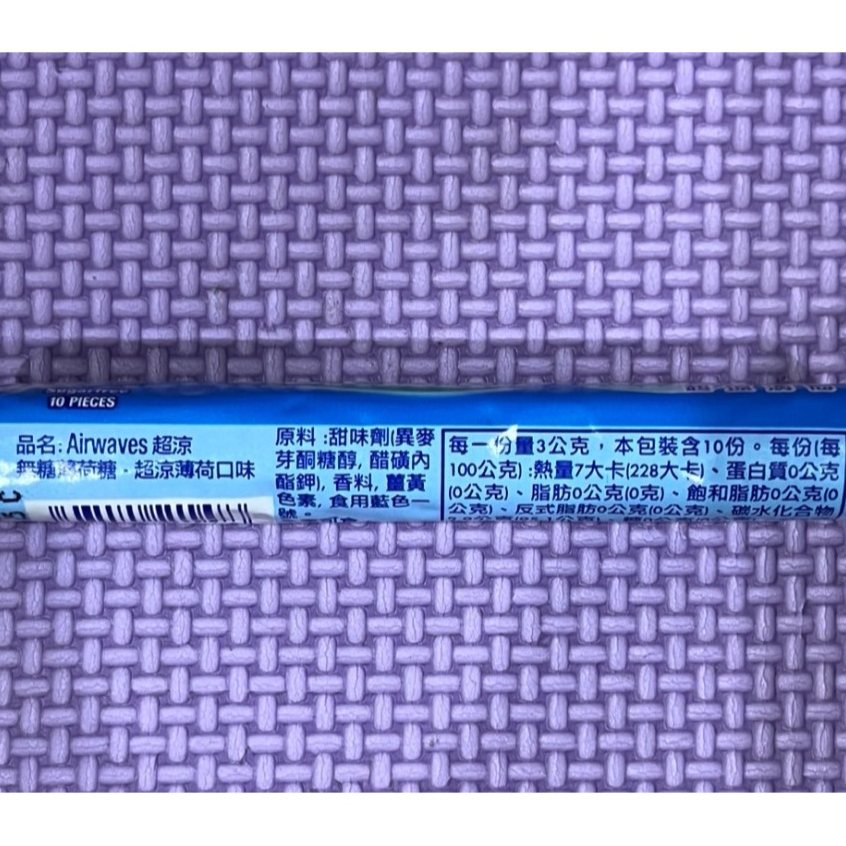 Sugarfree
10 PIECES
品名: Airwaves 超涼
無糖薄荷糖 - 超涼薄荷口味
原料 :甜味劑(異麥
芽酮糖醇, 醋磺內
酯鉀), 香料, 薑黃
色素, 食用藍色一
號。
每一份量3公克，本包裝含10份。每份(每
100公克) :熱量7大卡(228大卡)、蛋白質0公克
(0公克)、脂肪0公克(0克)、飽和脂肪0公克(0
公克)、反式脂肪0公克(0公克)、碳水化合物